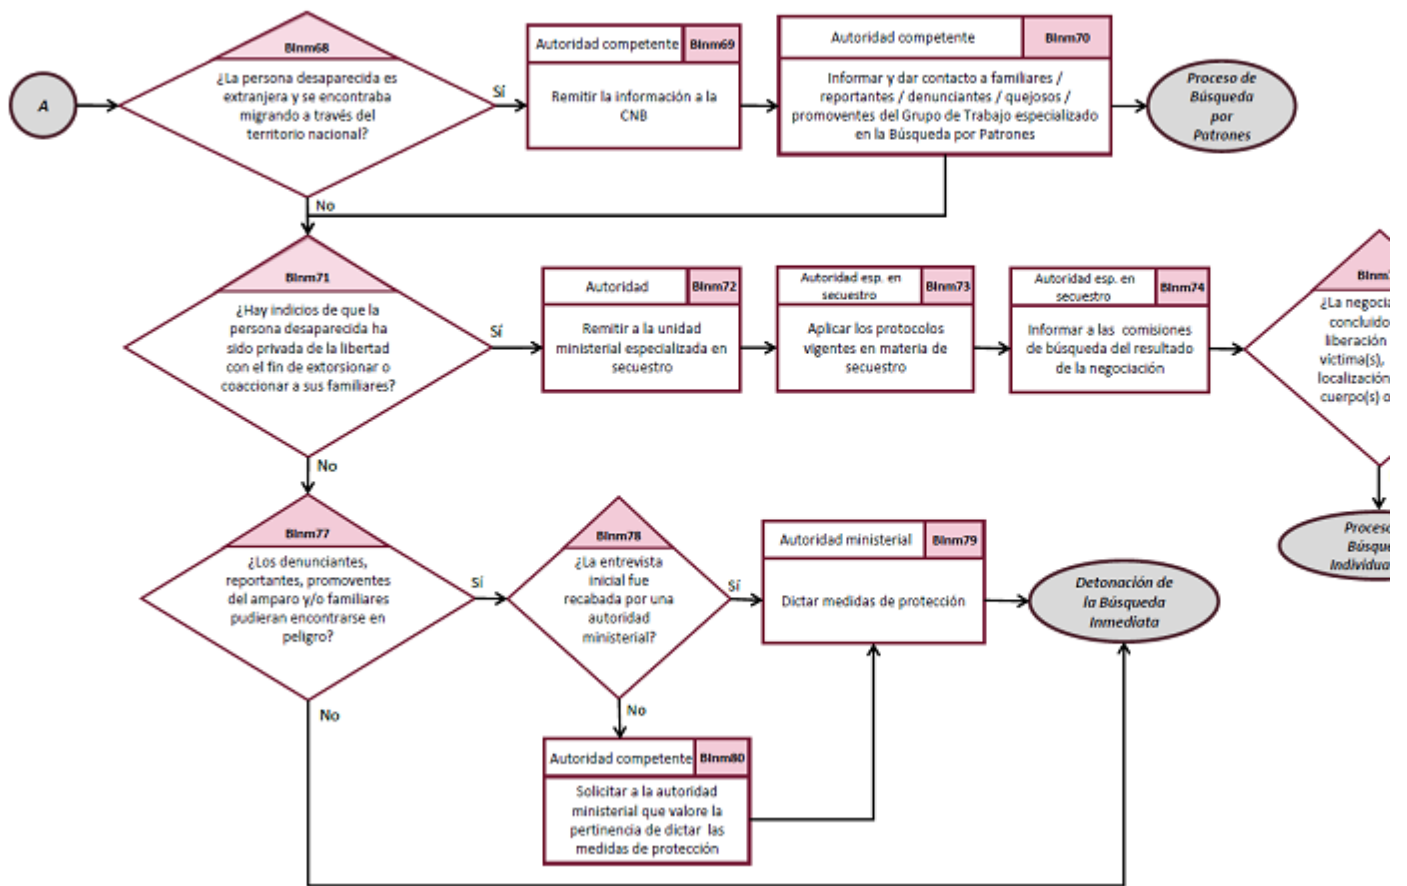 A
BInm68
¿La persona desaparecida es
extranjera y se encontraba
migrando a través del
territorio nacional?
Sí
No
Autoridad competente
BInm69
Remitir la información a la
CNB
Autoridad competente
BInm70
Informar y dar contacto a familiares /
reportantes / denunciantes / quejosos /
promoventes del Grupo de Trabajo especializado
en la Búsqueda por Patrones
Proceso de
Búsqueda
por
Patrones
BInm71
¿Hay indicios de que la
persona desaparecida ha
sido privada de la libertad
con el fin de extorsionar o
coaccionar a sus familiares?
Sí
No
Autoridad
BInm72
Remitir a la unidad
ministerial especializada en
secuestro
Autoridad esp. en
secuestro
BInm73
Aplicar los protocolos
vigentes en materia de
secuestro
Autoridad esp. en
secuestro
BInm74
Informar a las comisiones
de búsqueda del resultado
de la negociación
BInm
¿La negocia
concluido
liberación
víctima(s),
localización
cuerpo(s) o
Proceso
Búsque
Individua
BInm77
¿Los denunciantes,
reportantes, promoventes
del amparo y/o familiares
pudieran encontrarse en
peligro?
Sí
No
BInm78
¿La entrevista
inicial fue
recabada por una
autoridad
ministerial?
Sí
No
Autoridad ministerial
BInm79
Dictar medidas de protección
Detonación de
la Búsqueda
Inmediata
Autoridad competente
BInm80
Solicitar a la autoridad
ministerial que valore la
pertinencia de dictar las
medidas de protección